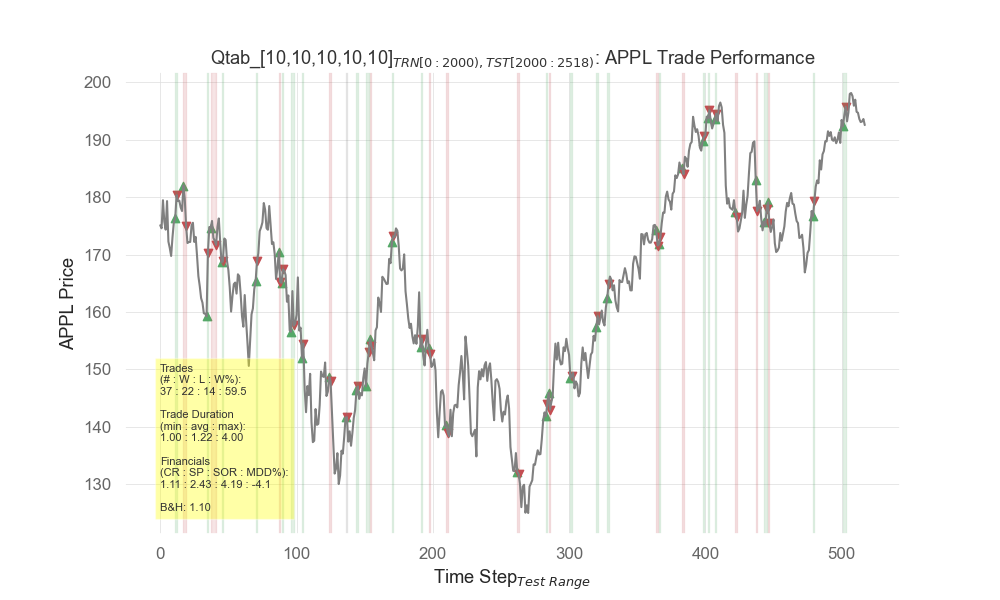 Qtab_[10,10,10,10,10]TRN[0 : 2000), TST[2000 : 2518): APPL Trade Performance
200
190
180
170
160
150
140
130
APPL Price
Trades
(# : W : L : W%):
37 : 22 : 14 : 59.5
Trade Duration
(min : avg : max):
1.00 : 1.22 : 4.00
Financials
(CR : SP : SOR : MDD%):
1.11 : 2.43 : 4.19 : -4.1
B&H: 1.10
0 100 200 300 400 500
Time StepTest Range